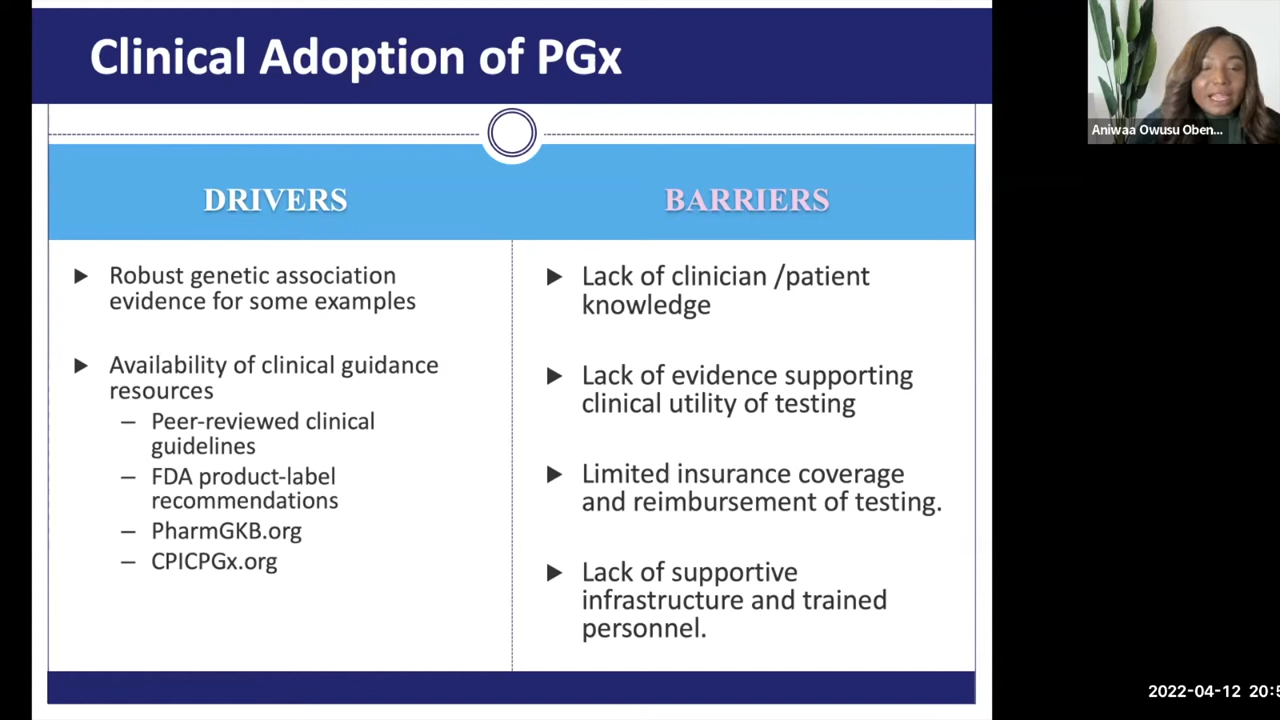 Clinical Adoption of PGx
DRIVERS
Robust genetic association
evidence for some examples
Availability of clinical guidance
resources
– Peer-reviewed clinical
guidelines
– FDA product-label
recommendations
– PharmGKB.org
– CPICPGx.org
BARRIERS
Lack of clinician /patient
knowledge
Lack of evidence supporting
clinical utility of testing
Limited insurance coverage
and reimbursement of testing.
Lack of supportive
infrastructure and trained
personnel.
Aniwaa Owusu Oben...
2022-04-12 20:5